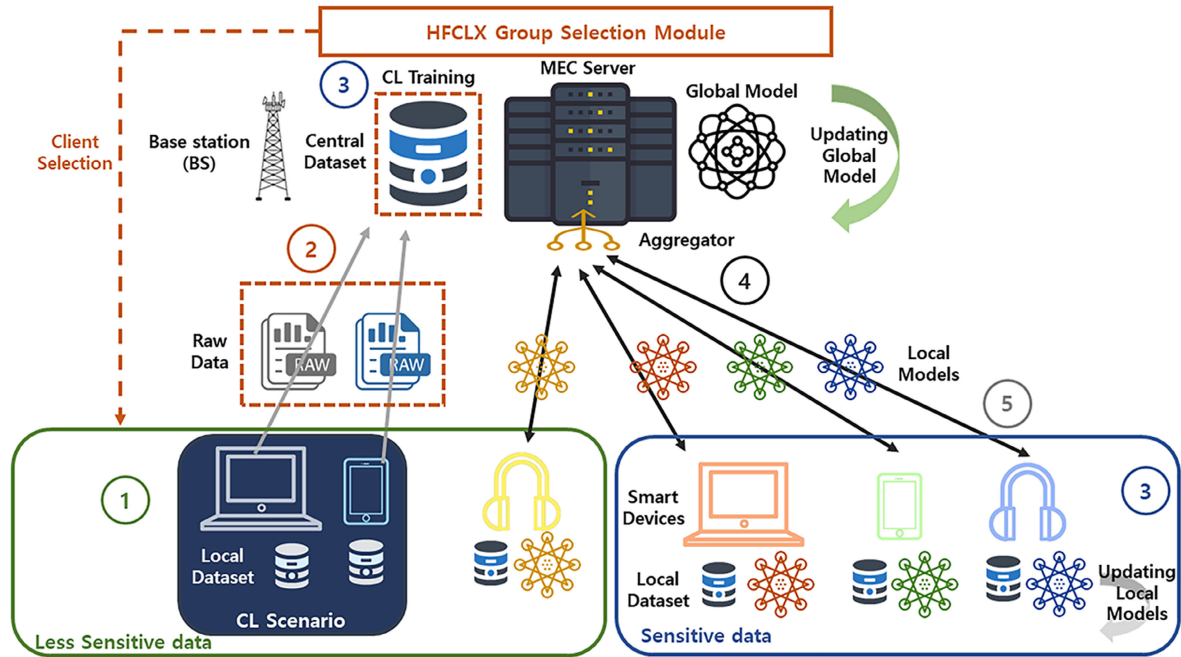 HFCLX Group Selection Module
3
CL Training
MEC Server
Global Model
Client
Selection
Base station
(BS)
Central
Dataset
Updating
Global
Model
2
Aggregator
4
Raw
Data
RAW
RAW
Local
Models
5
1
Smart
Devices
3
Local
Dataset
Local
Dataset
Updating
Local
Models
CL Scenario
Less Sensitive data
Sensitive data